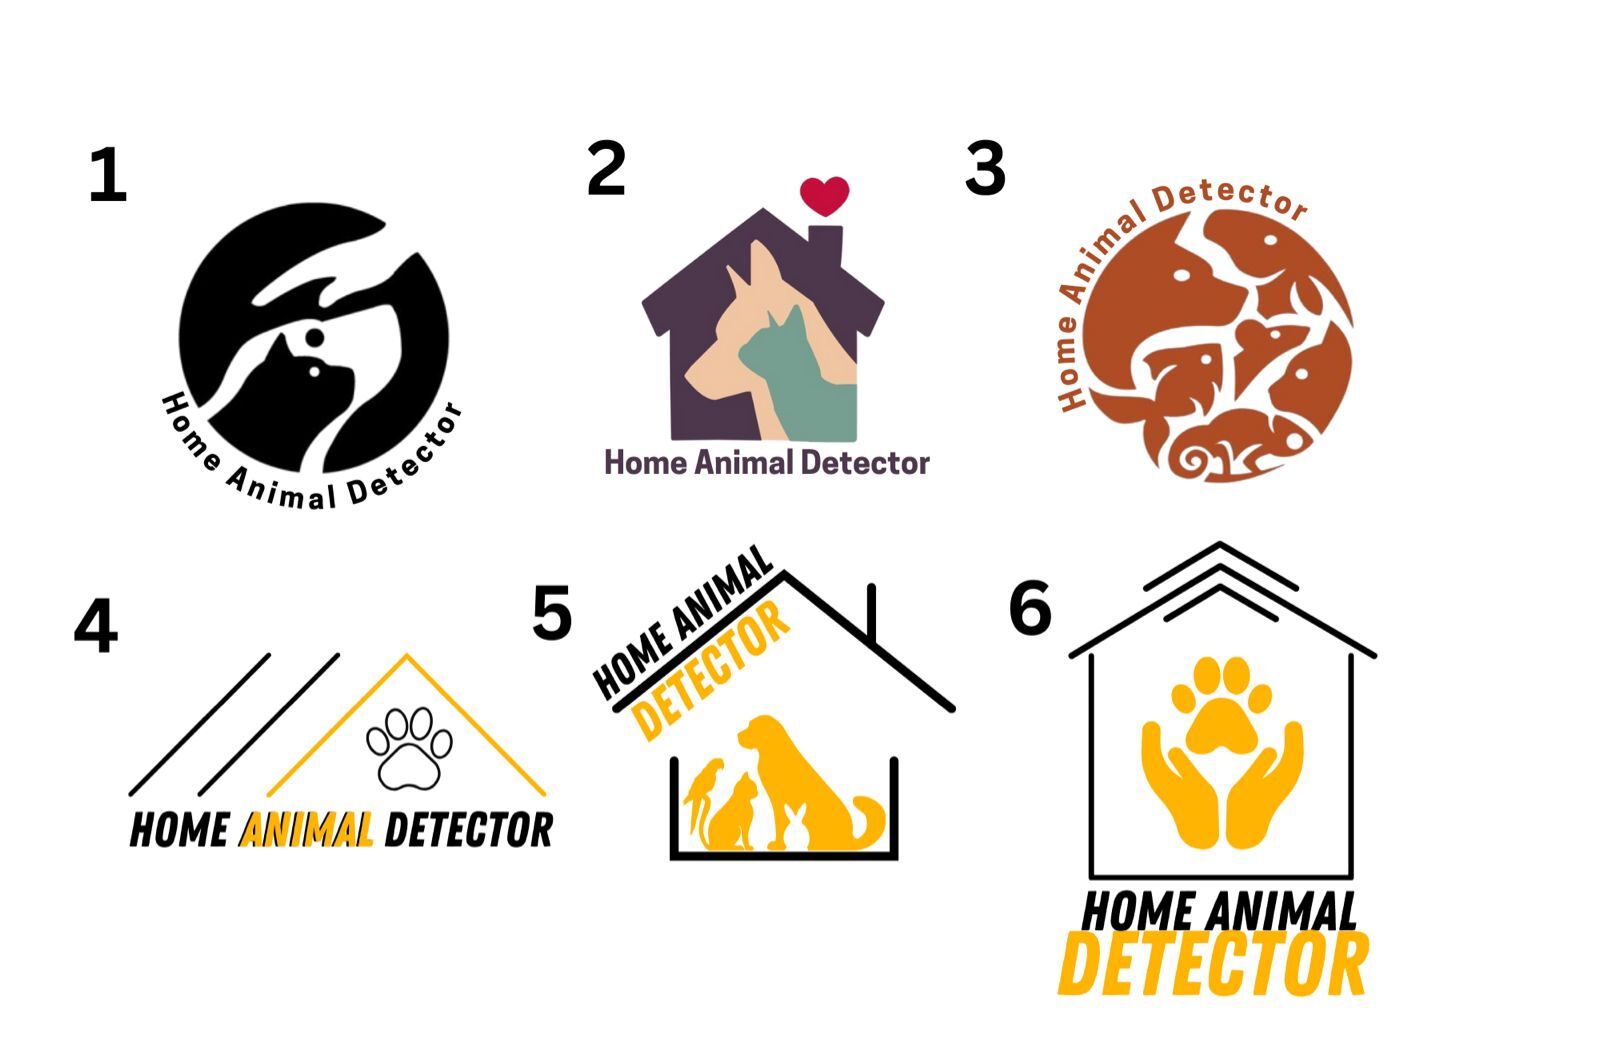 1
Home Animal Detector
2
Home Animal Detector
3
Home Animal Detector
4
HOME ANIMAL DETECTOR
5
HOME ANIMAL
DETECTOR
6
HOME ANIMAL
DETECTOR